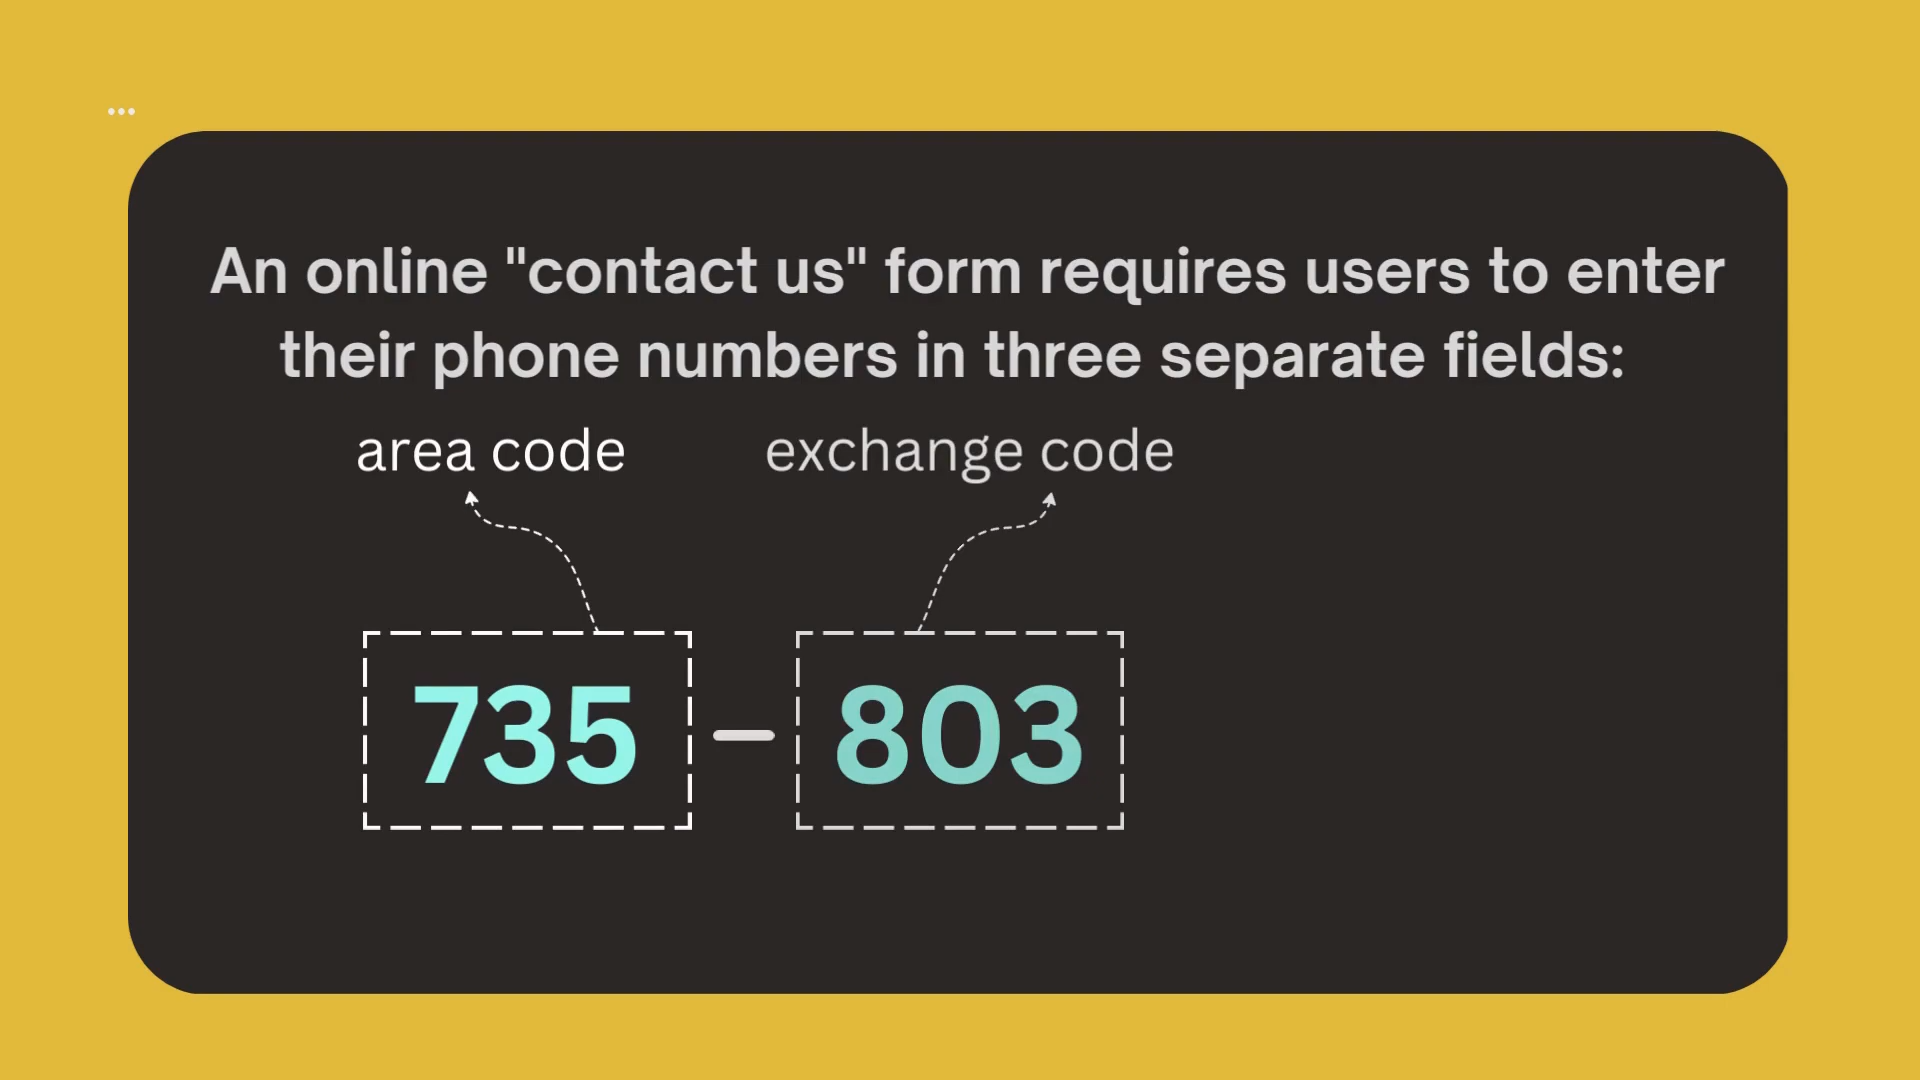 An online "contact us" form requires users to enter
their phone numbers in three separate fields:
area code exchange code
735 – 803